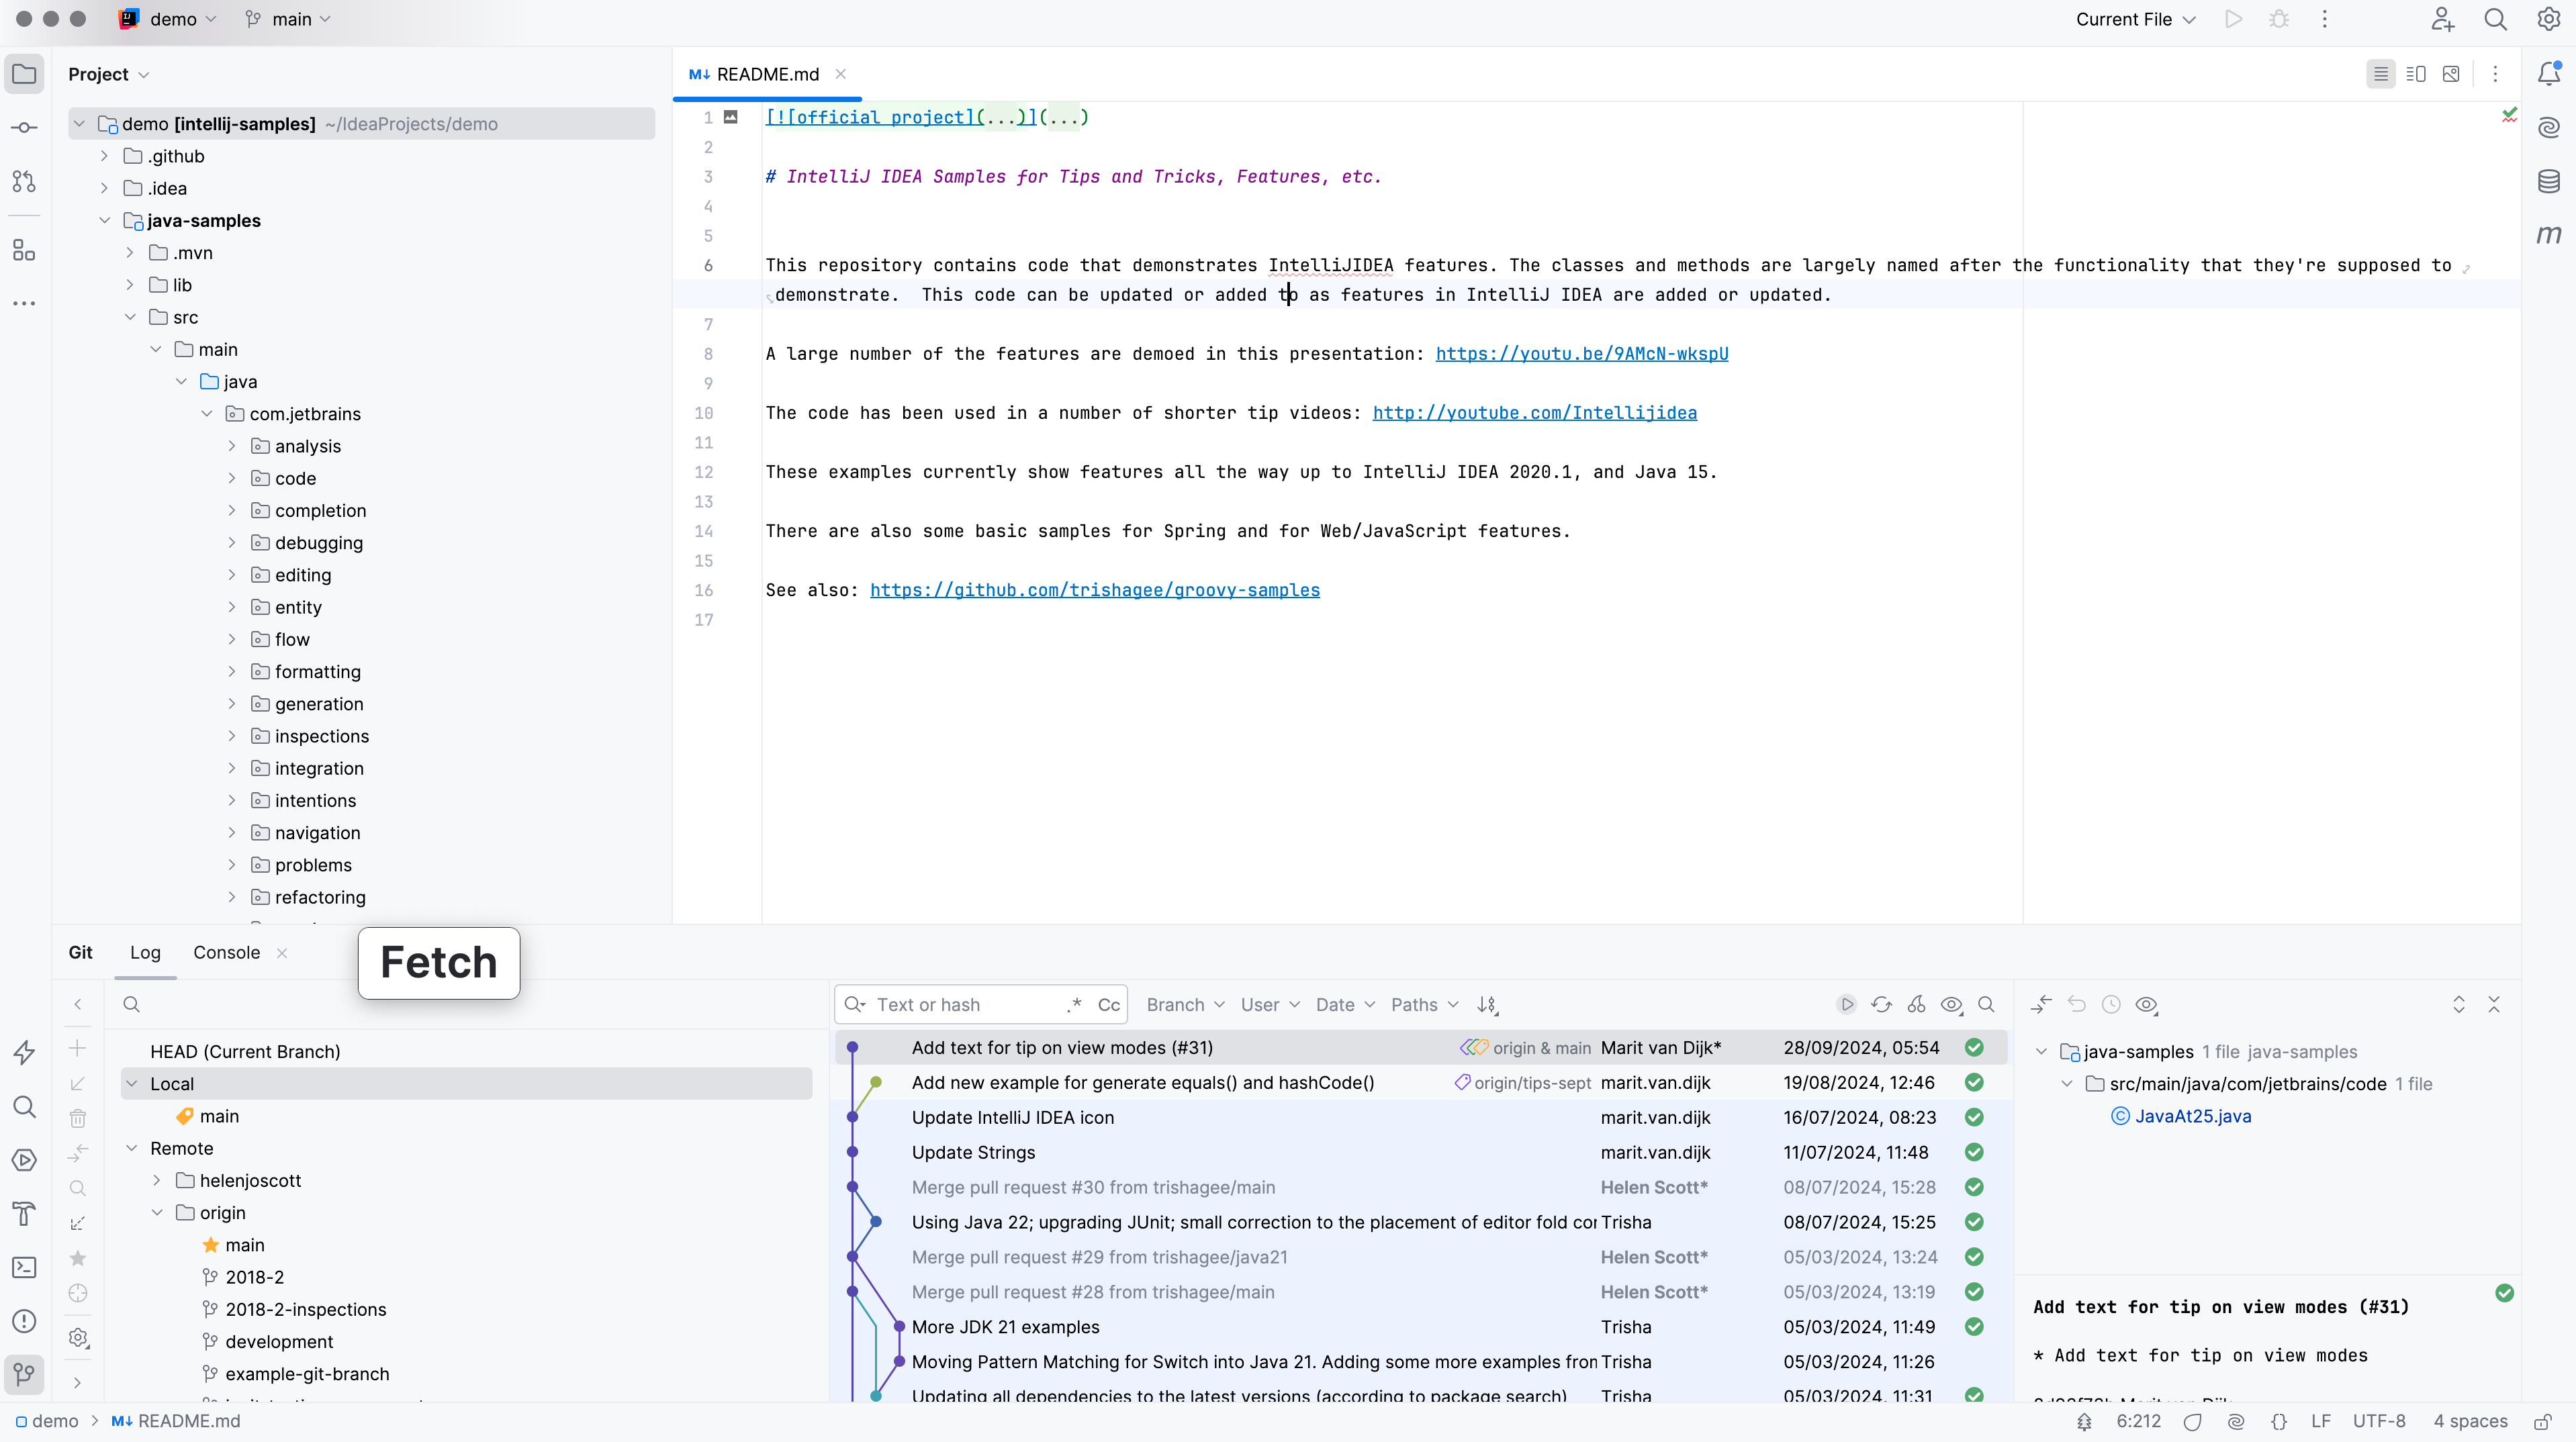 demo
main
Current File
Project
README.md
demo [intellij-samples] ~/IdeaProjects/demo
.github
.idea
java-samples
.mvn
lib
src
main
java
com.jetbrains
analysis
code
completion
debugging
editing
entity
flow
formatting
generation
inspections
integration
intentions
navigation
problems
refactoring
1 [![official project](...)](...)
2
3 # IntelliJ IDEA Samples for Tips and Tricks, Features, etc.
4
5
6 This repository contains code that demonstrates IntelliJIDEA features. The classes and methods are largely named after the functionality that they're supposed to
demonstrate.  This code can be updated or added to as features in IntelliJ IDEA are added or updated.
7
8 A large number of the features are demoed in this presentation: https://youtu.be/9AMcN-wkspU
9
10 The code has been used in a number of shorter tip videos: http://youtube.com/Intellijidea
11
12 These examples currently show features all the way up to IntelliJ IDEA 2020.1, and Java 15.
13
14 There are also some basic samples for Spring and for Web/JavaScript features.
15
16 See also: https://github.com/trishagee/groovy-samples
17
Git Log Console
Fetch
HEAD (Current Branch)
Local
main
Remote
helenjoscott
origin
main
2018-2
2018-2-inspections
development
example-git-branch
Text or hash .* Cc Branch User Date Paths
Add text for tip on view modes (#31) origin & main Marit van Dijk* 28/09/2024, 05:54
Add new example for generate equals() and hashCode() origin/tips-sept marit.van.dijk 19/08/2024, 12:46
Update IntelliJ IDEA icon marit.van.dijk 16/07/2024, 08:23
Update Strings marit.van.dijk 11/07/2024, 11:48
Merge pull request #30 from trishagee/main Helen Scott* 08/07/2024, 15:28
Using Java 22; upgrading JUnit; small correction to the placement of editor fold cor Trisha 08/07/2024, 15:25
Merge pull request #29 from trishagee/java21 Helen Scott* 05/03/2024, 13:24
Merge pull request #28 from trishagee/main Helen Scott* 05/03/2024, 13:19
More JDK 21 examples Trisha 05/03/2024, 11:49
Moving Pattern Matching for Switch into Java 21. Adding some more examples from Trisha 05/03/2024, 11:26
Updating all dependencies to the latest versions (according to package search) Trisha 05/03/2024, 11:31
java-samples 1 file java-samples
src/main/java/com/jetbrains/code 1 file
JavaAt25.java
Add text for tip on view modes (#31)
* Add text for tip on view modes
demo README.md
6:212 {} LF UTF-8 4 spaces